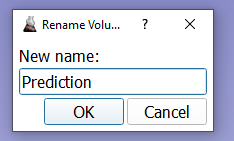 Rename Volu... ? ×
New name:
Prediction
OK Cancel